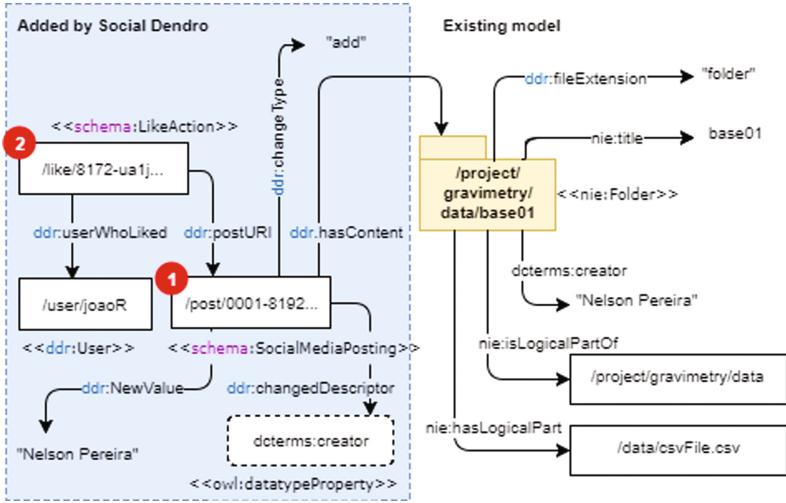 Added by Social Dendro
Existing model
"add"
ddr:fileExtension
"folder"
<<schema:LikeAction>>
ddr:changeType
2
nie:title
base01
/like/8172-ua1j...
/project/
gravimetry/
data/base01
<<nie:Folder>>
ddr:userWhoLiked
ddr:postURI
ddr.hasContent
dcterms:creator
1
/user/joaoR
/post/0001-8192...
"Nelson Pereira"
<<ddr:User>>
<<schema:SocialMediaPosting>>
nie:isLogicalPartOf
ddr:NewValue
ddr:changedDescriptor
/project/gravimetry/data
nie:hasLogicalPart
"Nelson Pereira"
dcterms:creator
/data/csvFile.csv
<<owl:datatypeProperty>>